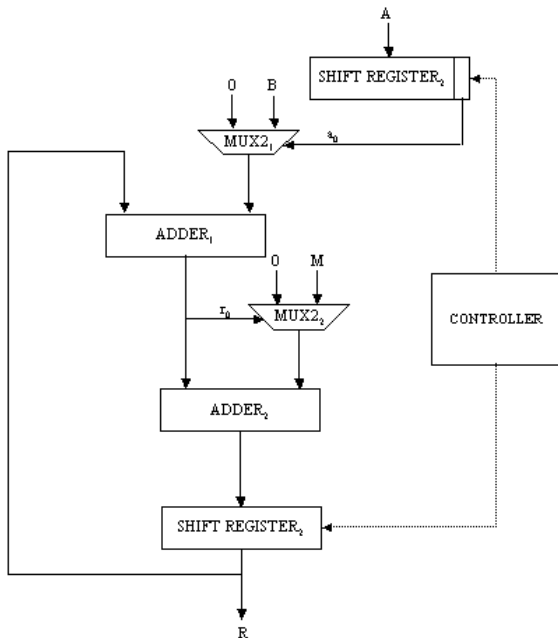 A
SHIFT REGISTER₂
0 B
MUX2₁
a₀
ADDER₁
0 M
r₀
MUX2₂
CONTROLLER
ADDER₂
SHIFT REGISTER₂
R